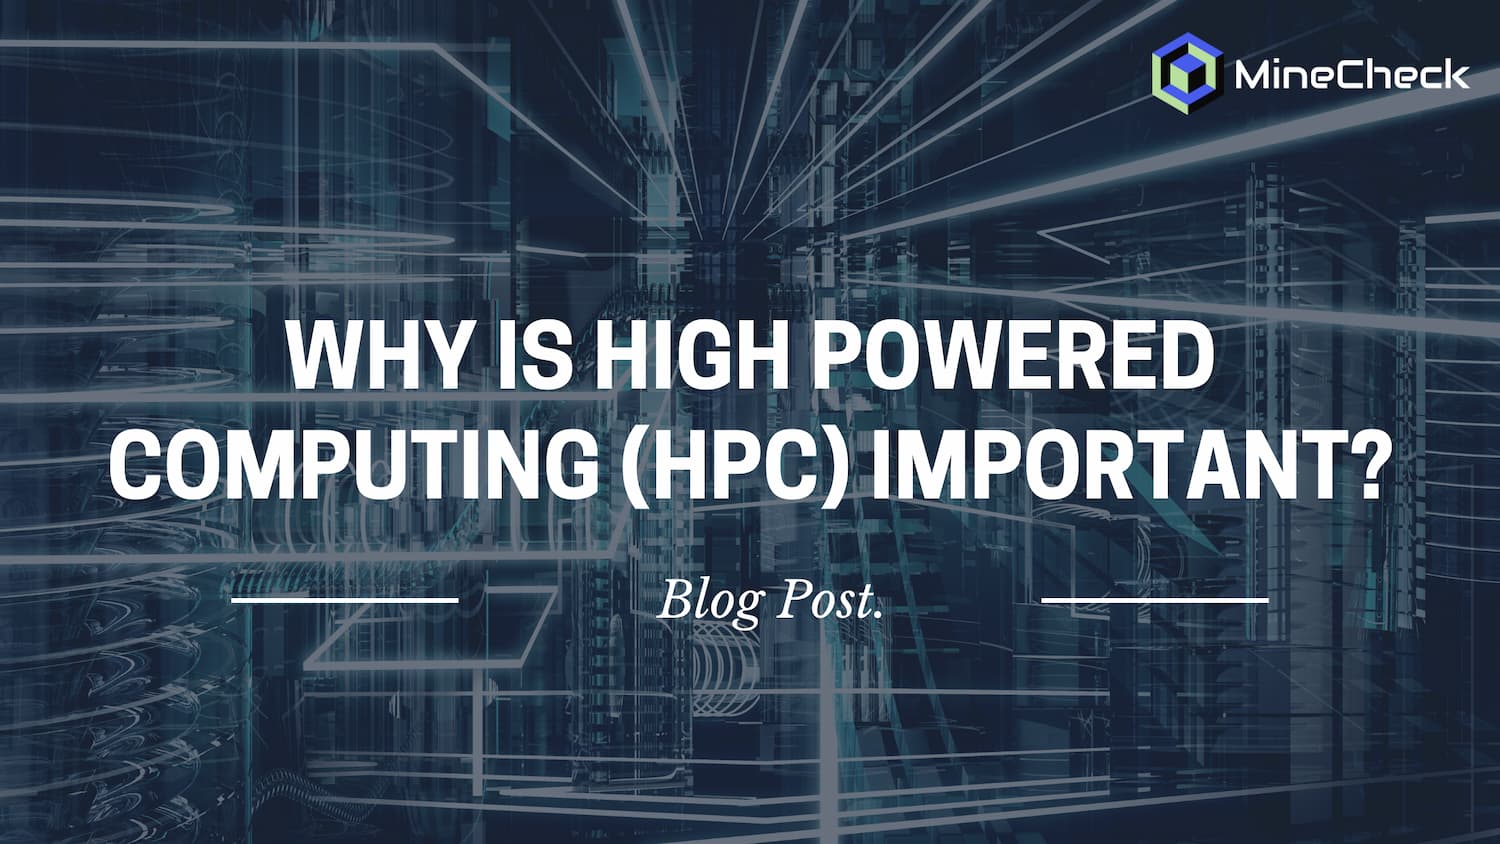 MineCheck
WHY IS HIGH POWERED
COMPUTING (HPC) IMPORTANT?
Blog Post.